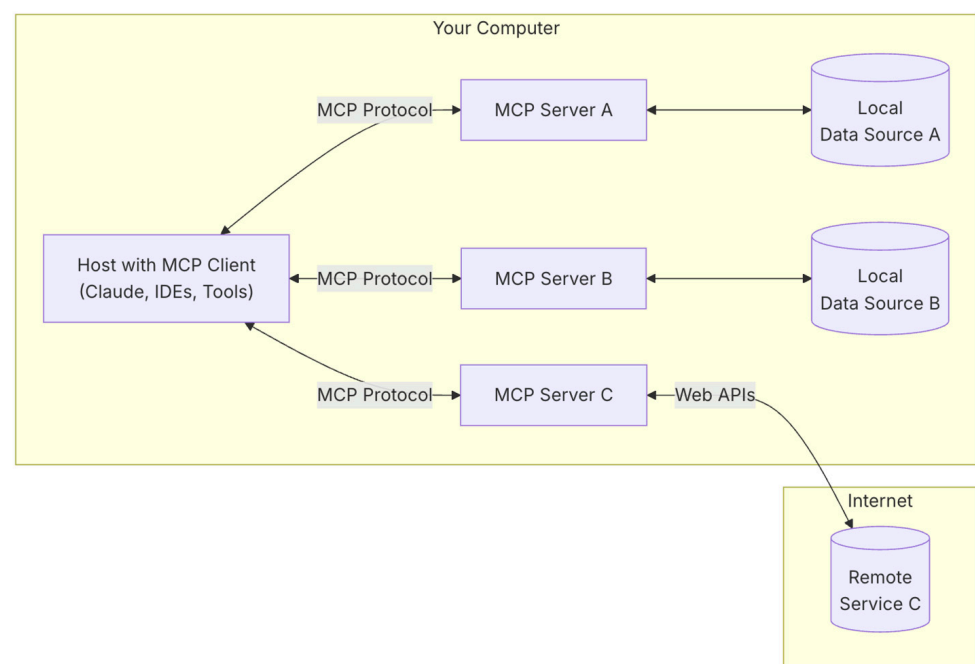 Your Computer
MCP Protocol
MCP Server A
Local
Data Source A
Host with MCP Client
(Claude, IDEs, Tools)
MCP Protocol
MCP Server B
Local
Data Source B
MCP Protocol
MCP Server C
Web APIs
Internet
Remote
Service C